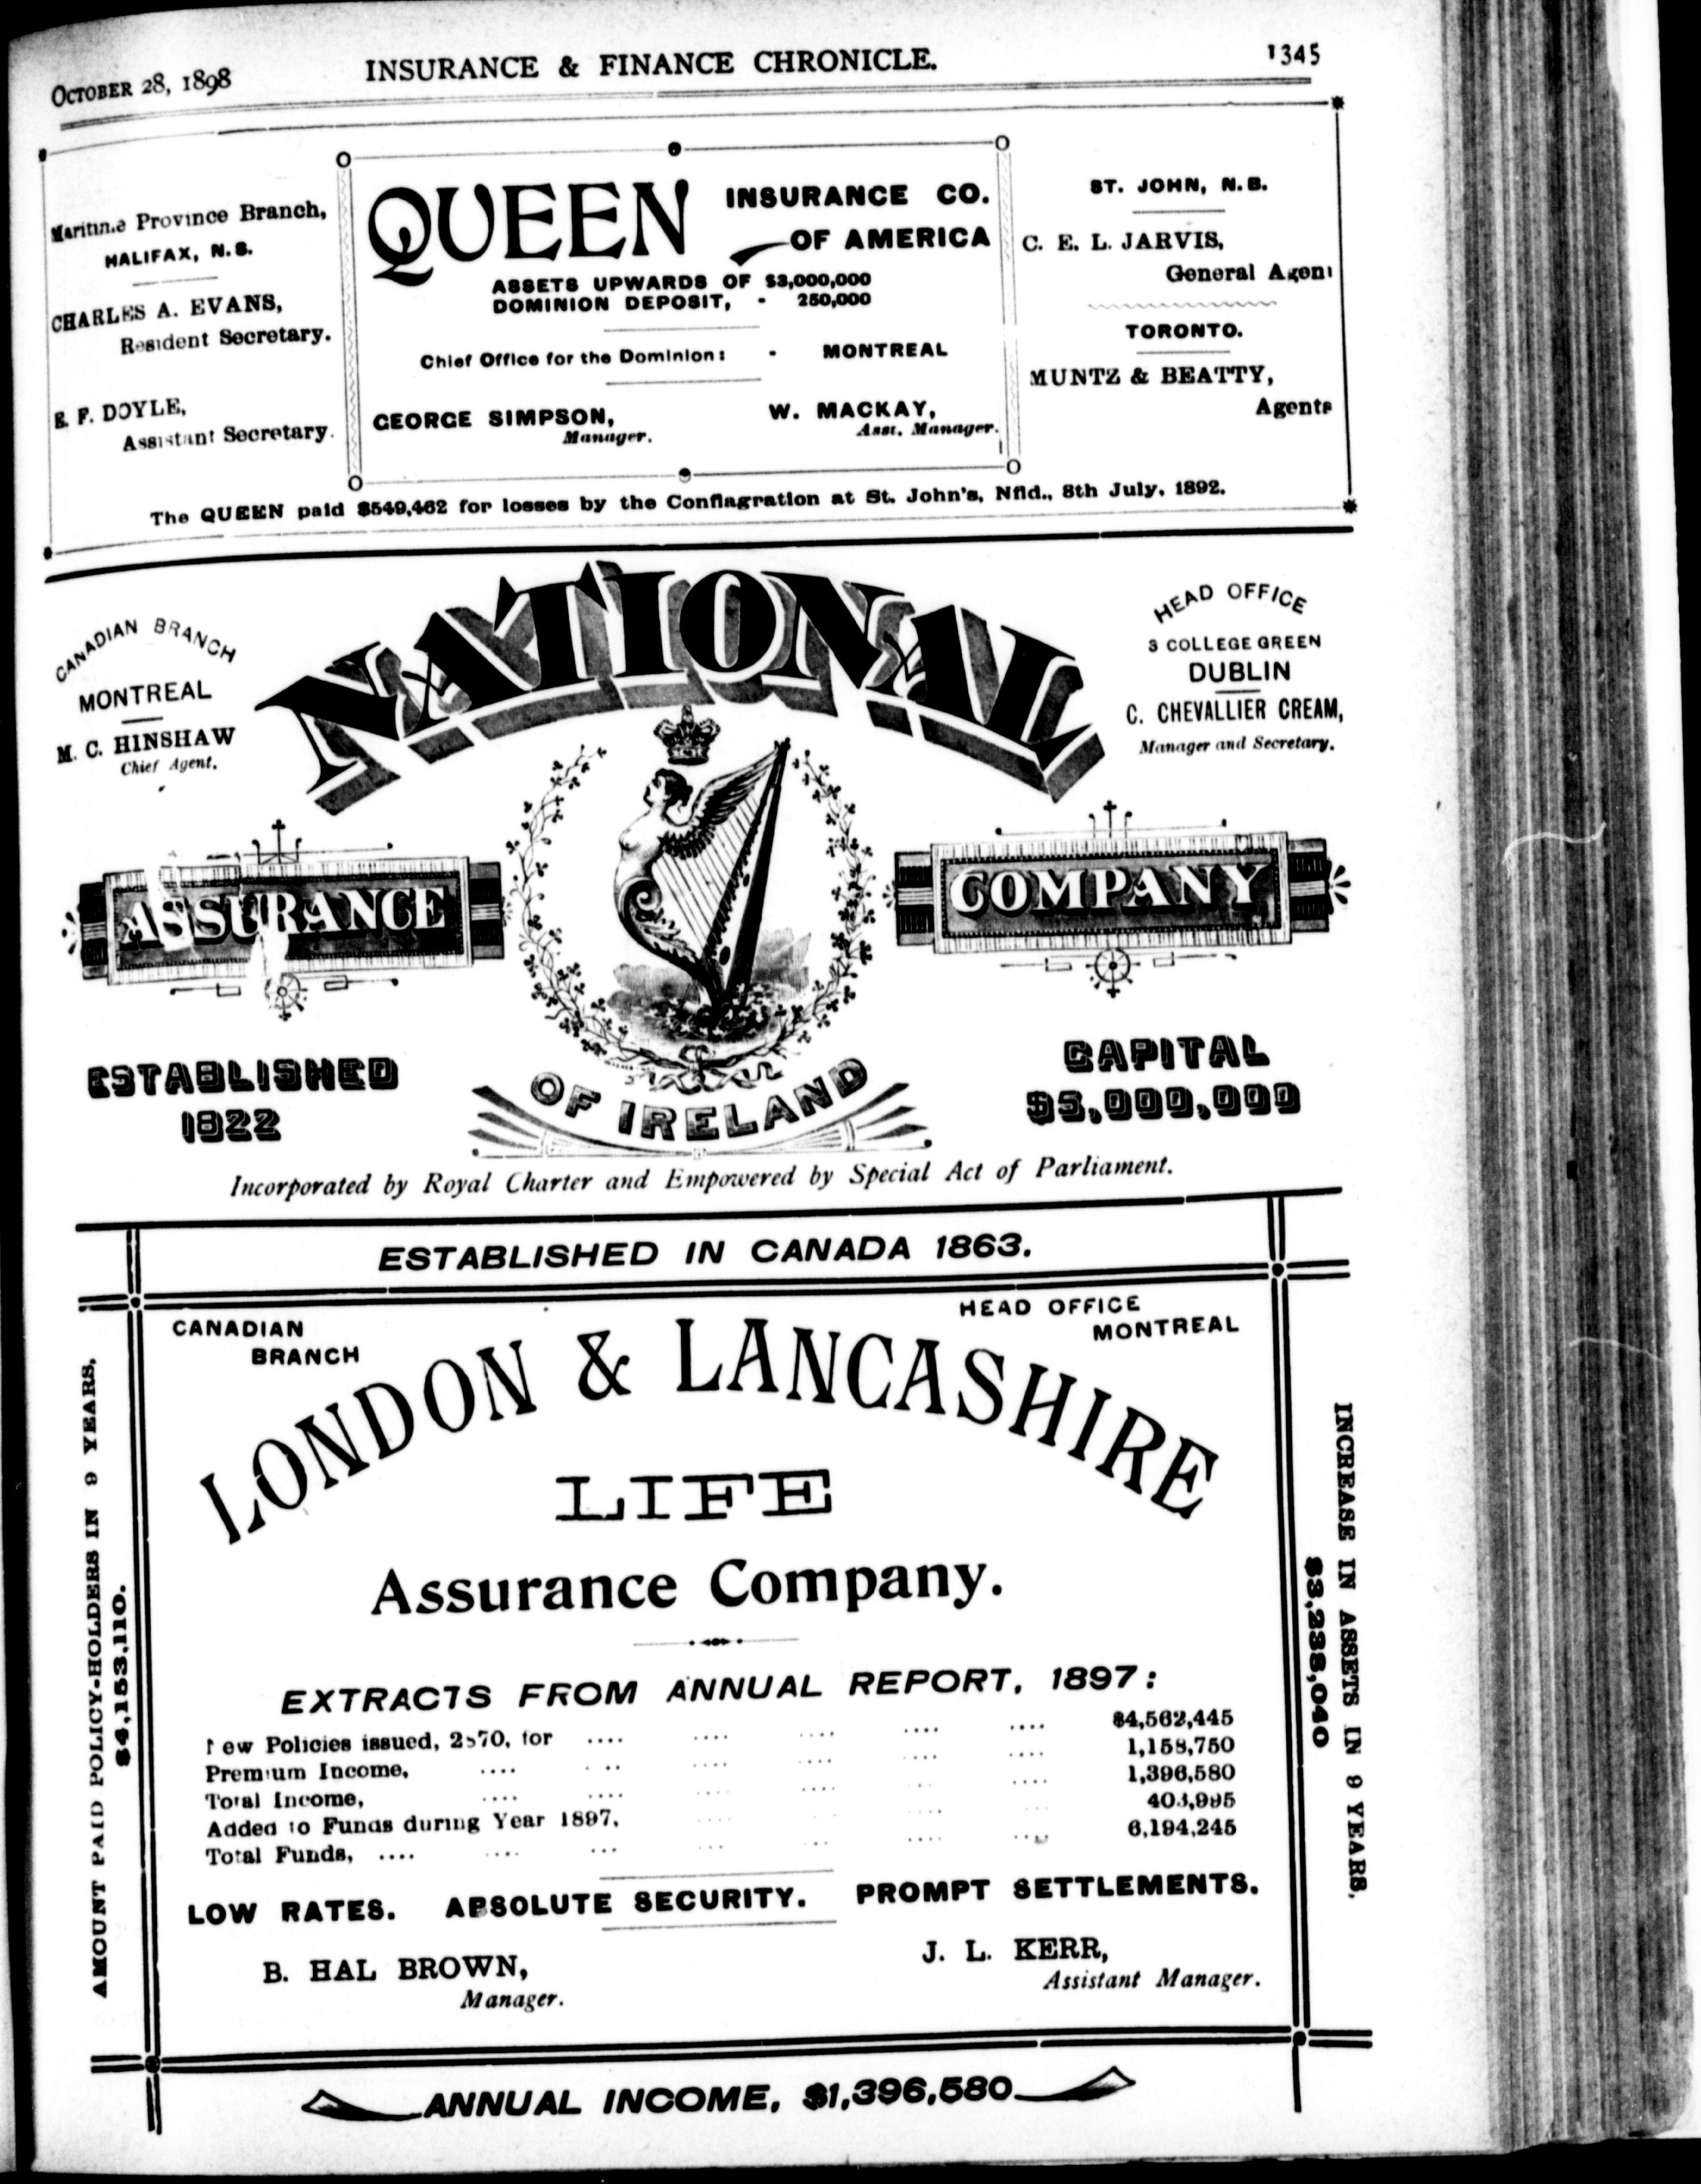 OCTOBER 28, 1898
INSURANCE & FINANCE CHRONICLE.
1345
Maritime Province Branch,
HALIFAX, N.S.
CHARLES A. EVANS,
Resident Secretary.
E. F. DOYLE,
Assistant Secretary.
QUEEN INSURANCE CO.
OF AMERICA
ASSETS UPWARDS OF $3,000,000
DOMINION DEPOSIT, - 250,000
Chief Office for the Dominion: - MONTREAL
GEORGE SIMPSON,
Manager.
W. MACKAY,
Asst. Manager.
ST. JOHN, N.B.
C. E. L. JARVIS,
General Agent
TORONTO.
MUNTZ & BEATTY,
Agents
The QUEEN paid $549,462 for losses by the Conflagration at St. John's, Nfld., 8th July, 1892.
CANADIAN BRANCH
MONTREAL
M. C. HINSHAW
Chief Agent.
NATIONAL
HEAD OFFICE
3 COLLEGE GREEN
DUBLIN
C. CHEVALLIER CREAM,
Manager and Secretary.
ASSURANCE
COMPANY
ESTABLISHED
1822
OF IRELAND
CAPITAL
$5,000,000
Incorporated by Royal Charter and Empowered by Special Act of Parliament.
ESTABLISHED IN CANADA 1863.
CANADIAN
BRANCH
HEAD OFFICE
MONTREAL
LONDON & LANCASHIRE
LIFE
Assurance Company.
EXTRACTS FROM ANNUAL REPORT, 1897:
New Policies issued, for .... .... .... .... .... $4,562,445
Premium Income, .... .... .... .... .... 1,158,750
Total Income, .... .... .... .... .... 1,396,580
Added to Funds during Year 1897, .... .... ....
Total Funds, .... .... .... .... .... .... 6,194,245
LOW RATES. ABSOLUTE SECURITY. PROMPT SETTLEMENTS.
B. HAL BROWN,
Manager.
J. L. KERR,
Assistant Manager.
AMOUNT PAID POLICY-HOLDERS IN 9 YEARS,
$4,153,110.
INCREASE IN ASSETS IN 9 YEARS,
$3,238,040
ANNUAL INCOME, $1,396,580